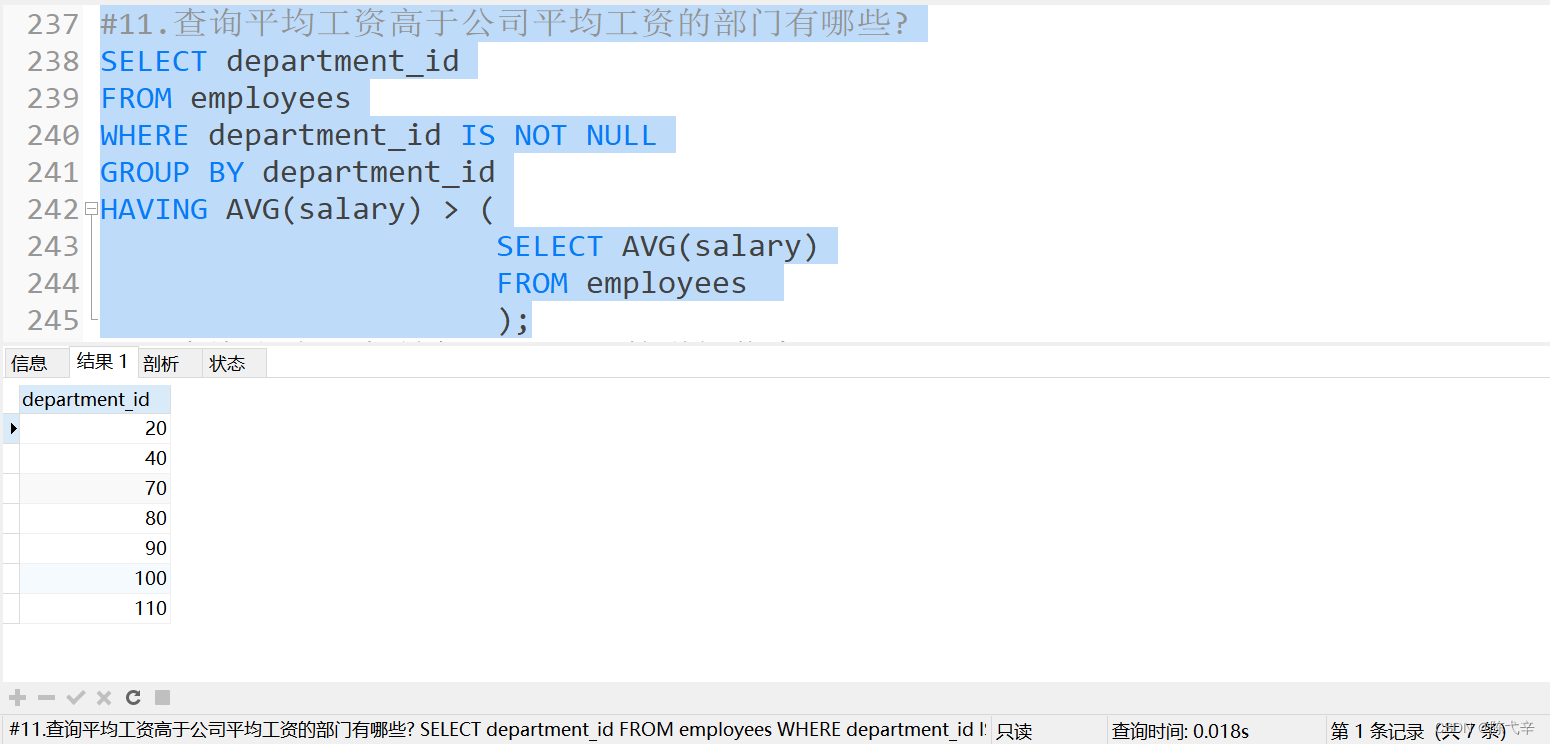 237 #11.查询平均工资高于公司平均工资的部门有哪些?
238 SELECT department_id
239 FROM employees
240 WHERE department_id IS NOT NULL
241 GROUP BY department_id
242 HAVING AVG(salary) > (
243 SELECT AVG(salary)
244 FROM employees
245 );
信息 结果 1 剖析 状态
department_id
20
40
70
80
90
100
110
#11.查询平均工资高于公司平均工资的部门有哪些? SELECT department_id FROM employees WHERE department_id I 只读 查询时间: 0.018s 第 1 条记录 (共 7 条)